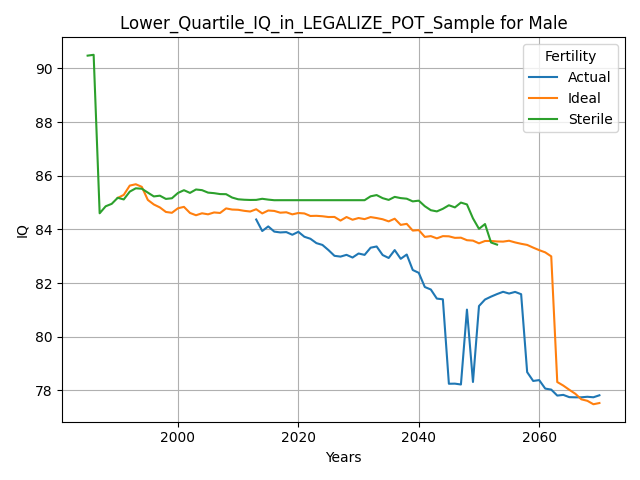 Lower_Quartile_IQ_in_LEGALIZE_POT_Sample for Male
Fertility
Actual
Ideal
Sterile
IQ
90
88
86
84
82
80
78
2000
2020
2040
2060
Years